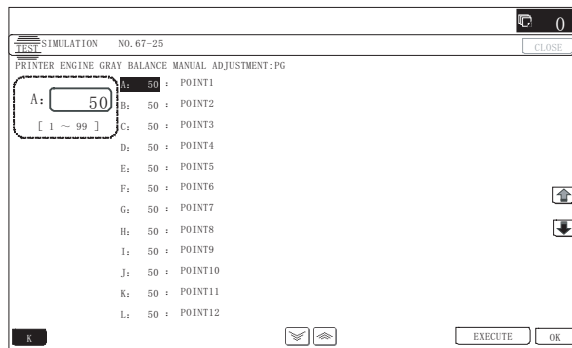 0
TEST SIMULATION NO.67-25
CLOSE
PRINTER ENGINE GRAY BALANCE MANUAL ADJUSTMENT:PG
A: 50
[ 1 ~ 99 ]
A: 50 : POINT1
B: 50 : POINT2
C: 50 : POINT3
D: 50 : POINT4
E: 50 : POINT5
F: 50 : POINT6
G: 50 : POINT7
H: 50 : POINT8
I: 50 : POINT9
J: 50 : POINT10
K: 50 : POINT11
L: 50 : POINT12
K
EXECUTE
OK